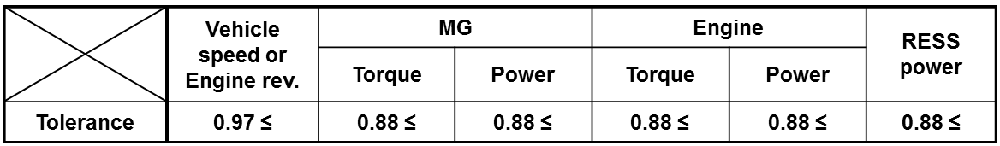 Vehicle speed or Engine rev. MG Engine RESS power
Torque Power Torque Power
Tolerance 0.97 ≤ 0.88 ≤ 0.88 ≤ 0.88 ≤ 0.88 ≤ 0.88 ≤